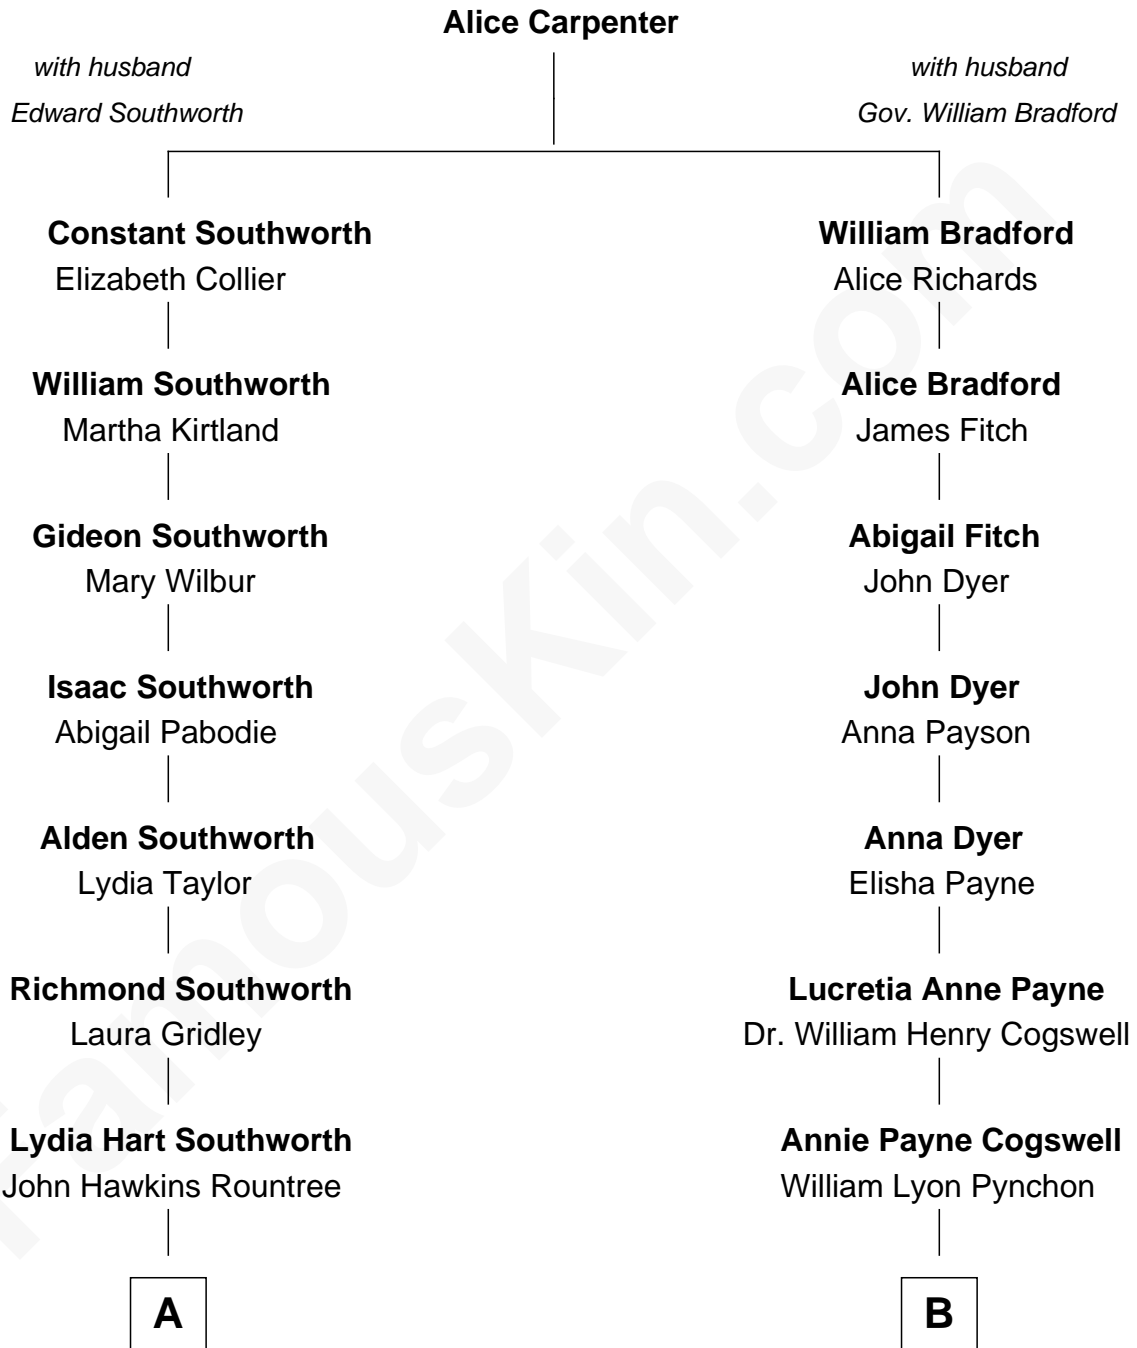 Alice Carpenter
with husband
Edward Southworth
with husband
Gov. William Bradford
Constant Southworth
Elizabeth Collier
William Bradford
Alice Richards
William Southworth
Martha Kirtland
Alice Bradford
James Fitch
Gideon Southworth
Mary Wilbur
Abigail Fitch
John Dyer
Isaac Southworth
Abigail Pabodie
John Dyer
Anna Payson
Alden Southworth
Lydia Taylor
Anna Dyer
Elisha Payne
Richmond Southworth
Laura Gridley
Lucretia Anne Payne
Dr. William Henry Cogswell
Lydia Hart Southworth
John Hawkins Rountree
Annie Payne Cogswell
William Lyon Pynchon
A
B
FamousKin.com